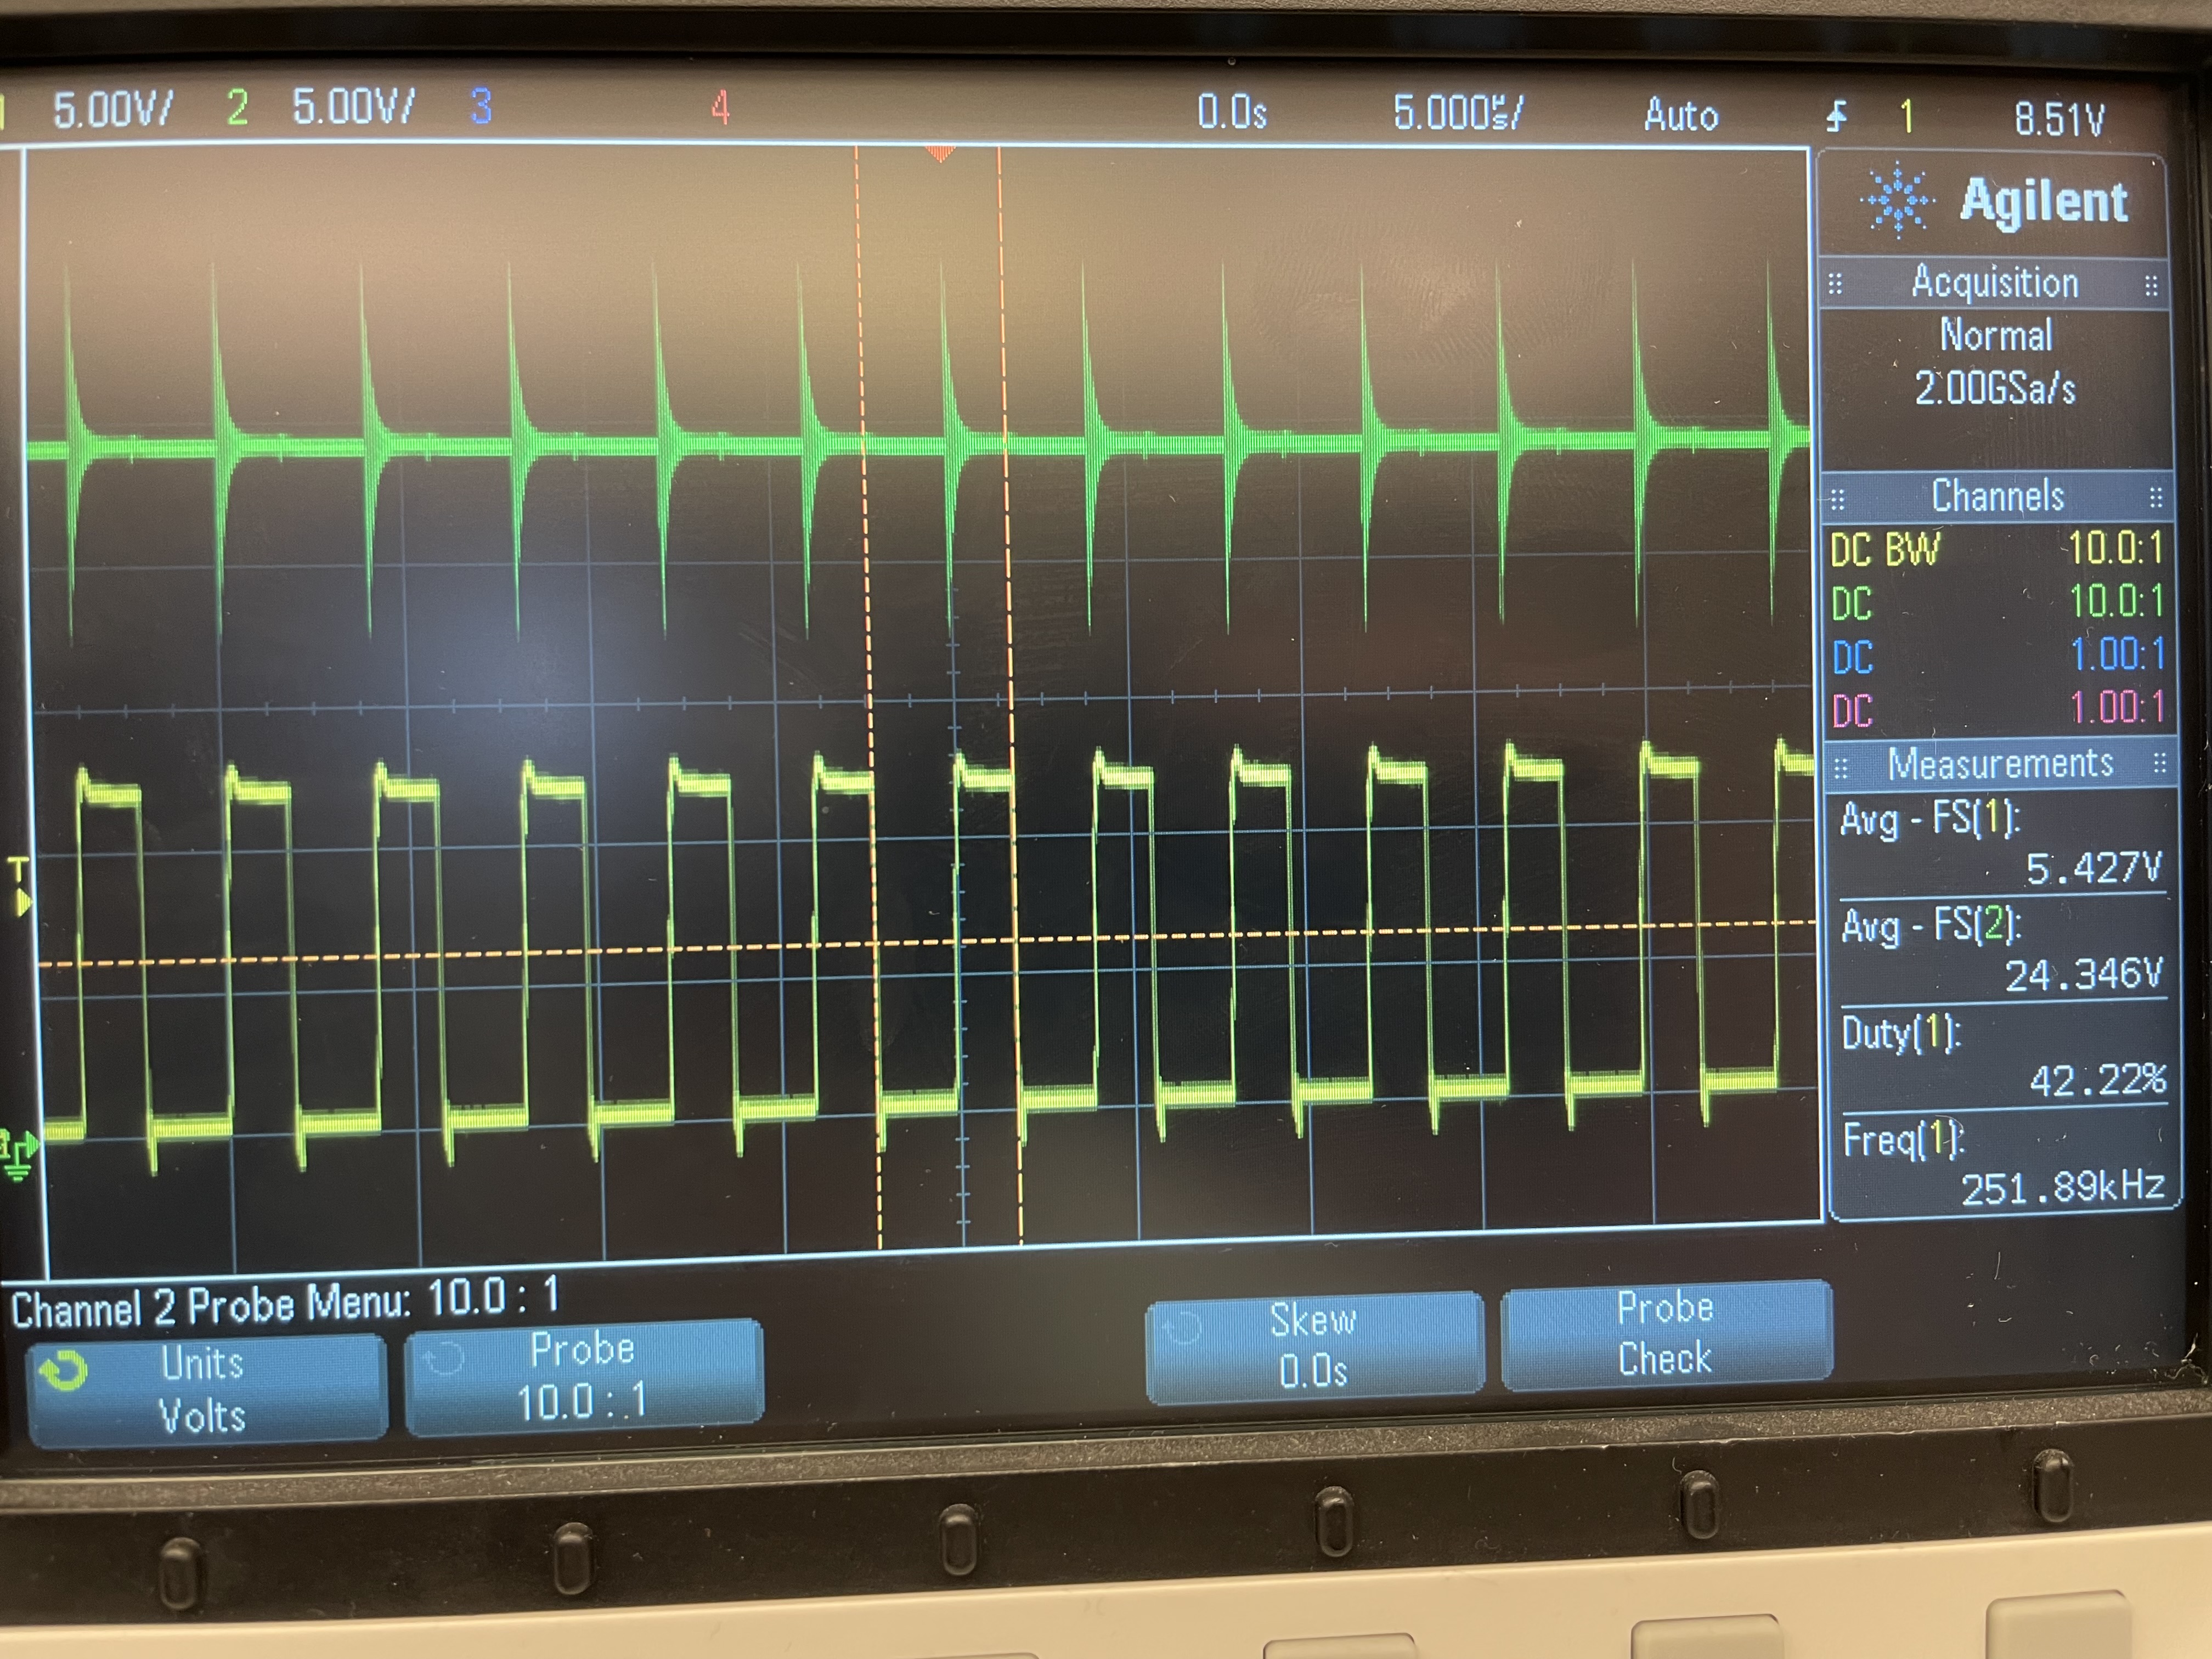 1 5.00V/ 2 5.00V/ 3 4 0.0s 5.000µs/ Auto 1 8.51V
Agilent
Acquisition
Normal
2.00GSa/s
Channels
DC BW 10.0:1
DC 10.0:1
DC 1.00:1
DC 1.00:1
Measurements
Avg - FS(1):
5.427V
Avg - FS(2):
24.346V
Duty(1):
42.22%
Freq(1):
251.89kHz
T
Channel 2 Probe Menu: 10.0 : 1
Units
Volts
Probe
10.0 : 1
Skew
0.0s
Probe
Check